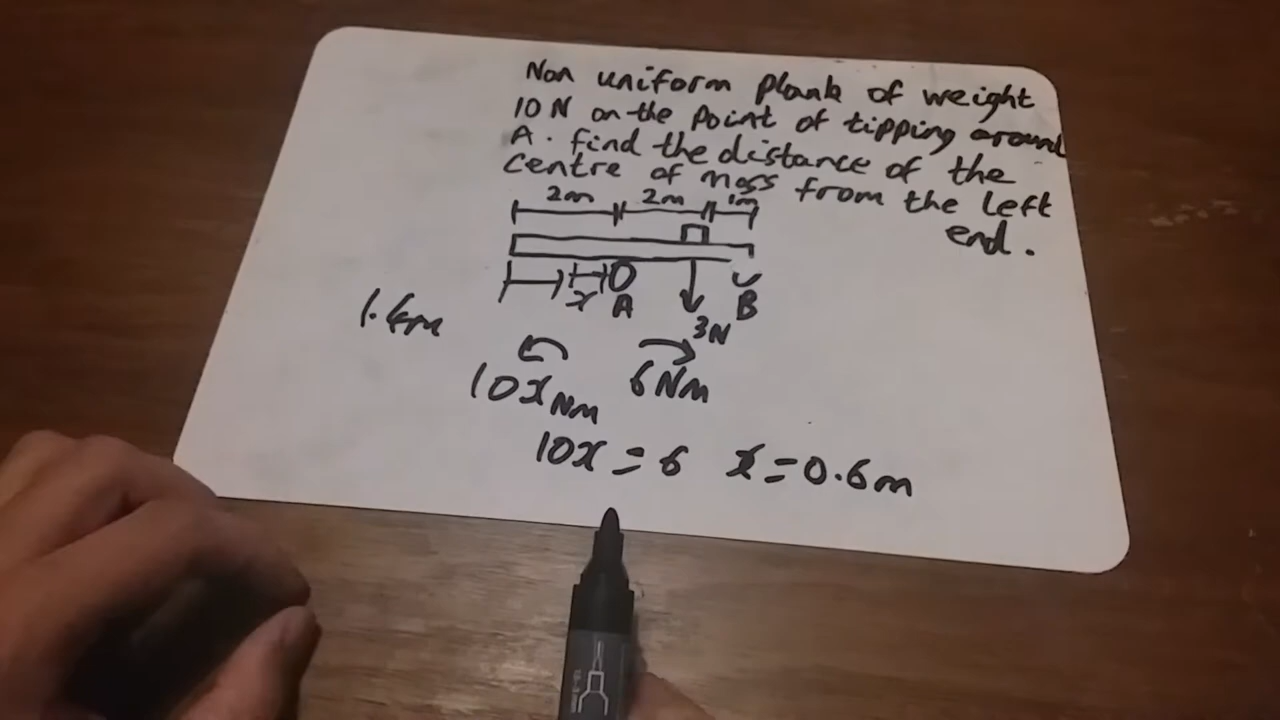 Non uniform plank of weight
10 N on the point of tipping around
A. find the distance of the
centre of mass from the left
end.
2m 2m 1m
x A B
3N
1.4m
10x Nm 6Nm
10x = 6 x = 0.6m